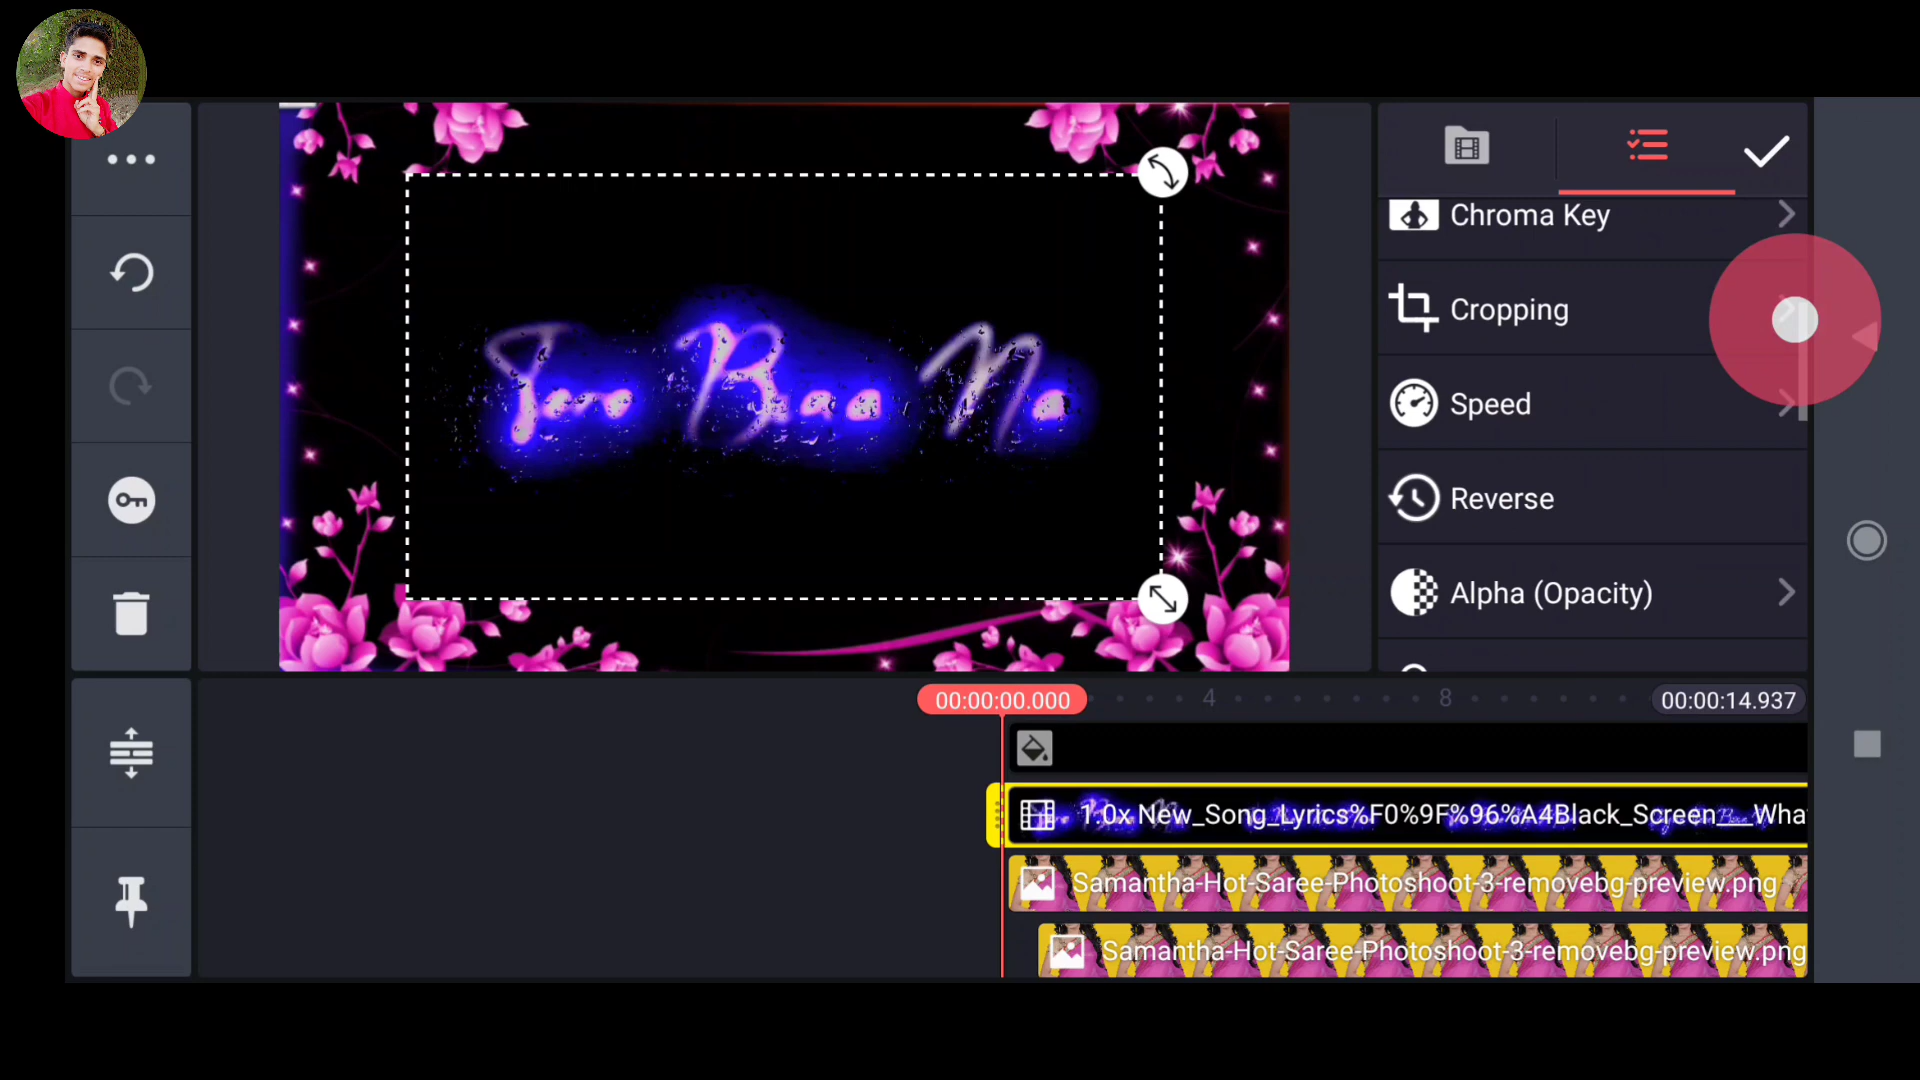 Chroma Key
Cropping
Speed
Reverse
Alpha (Opacity)
00:00:00.000
4
8
00:00:14.937
1.0x New_Song_Lyrics%F0%9F%96%A4Black_Screen__Wha
Samantha-Hot-Saree-Photoshoot-3-removebg-preview.png
Samantha-Hot-Saree-Photoshoot-3-removebg-preview.png